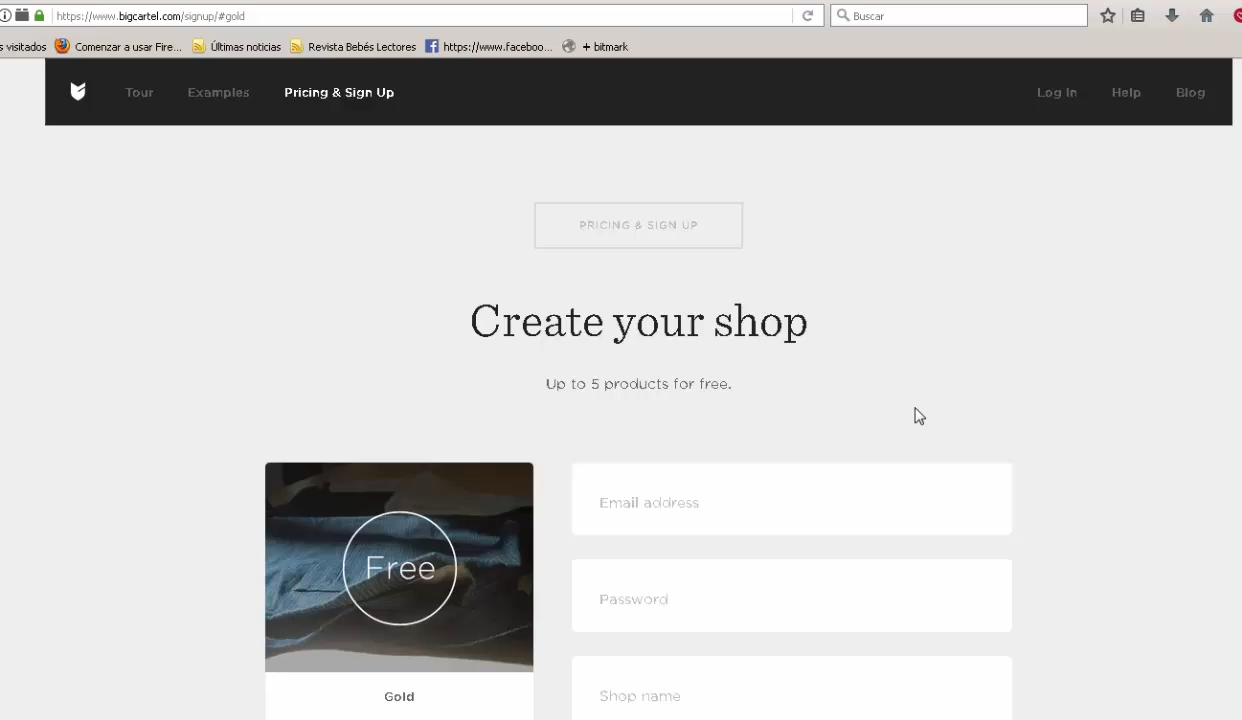 https://www.bigcartel.com/signup/#gold
Buscar
s visitados
Comenzar a usar Fire...
Últimas noticias
Revista Bebés Lectores
https://www.faceboo...
+ bitmark
Tour
Examples
Pricing & Sign Up
Log In
Help
Blog
PRICING & SIGN UP
Create your shop
Up to 5 products for free.
Free
Gold
Email address
Password
Shop name